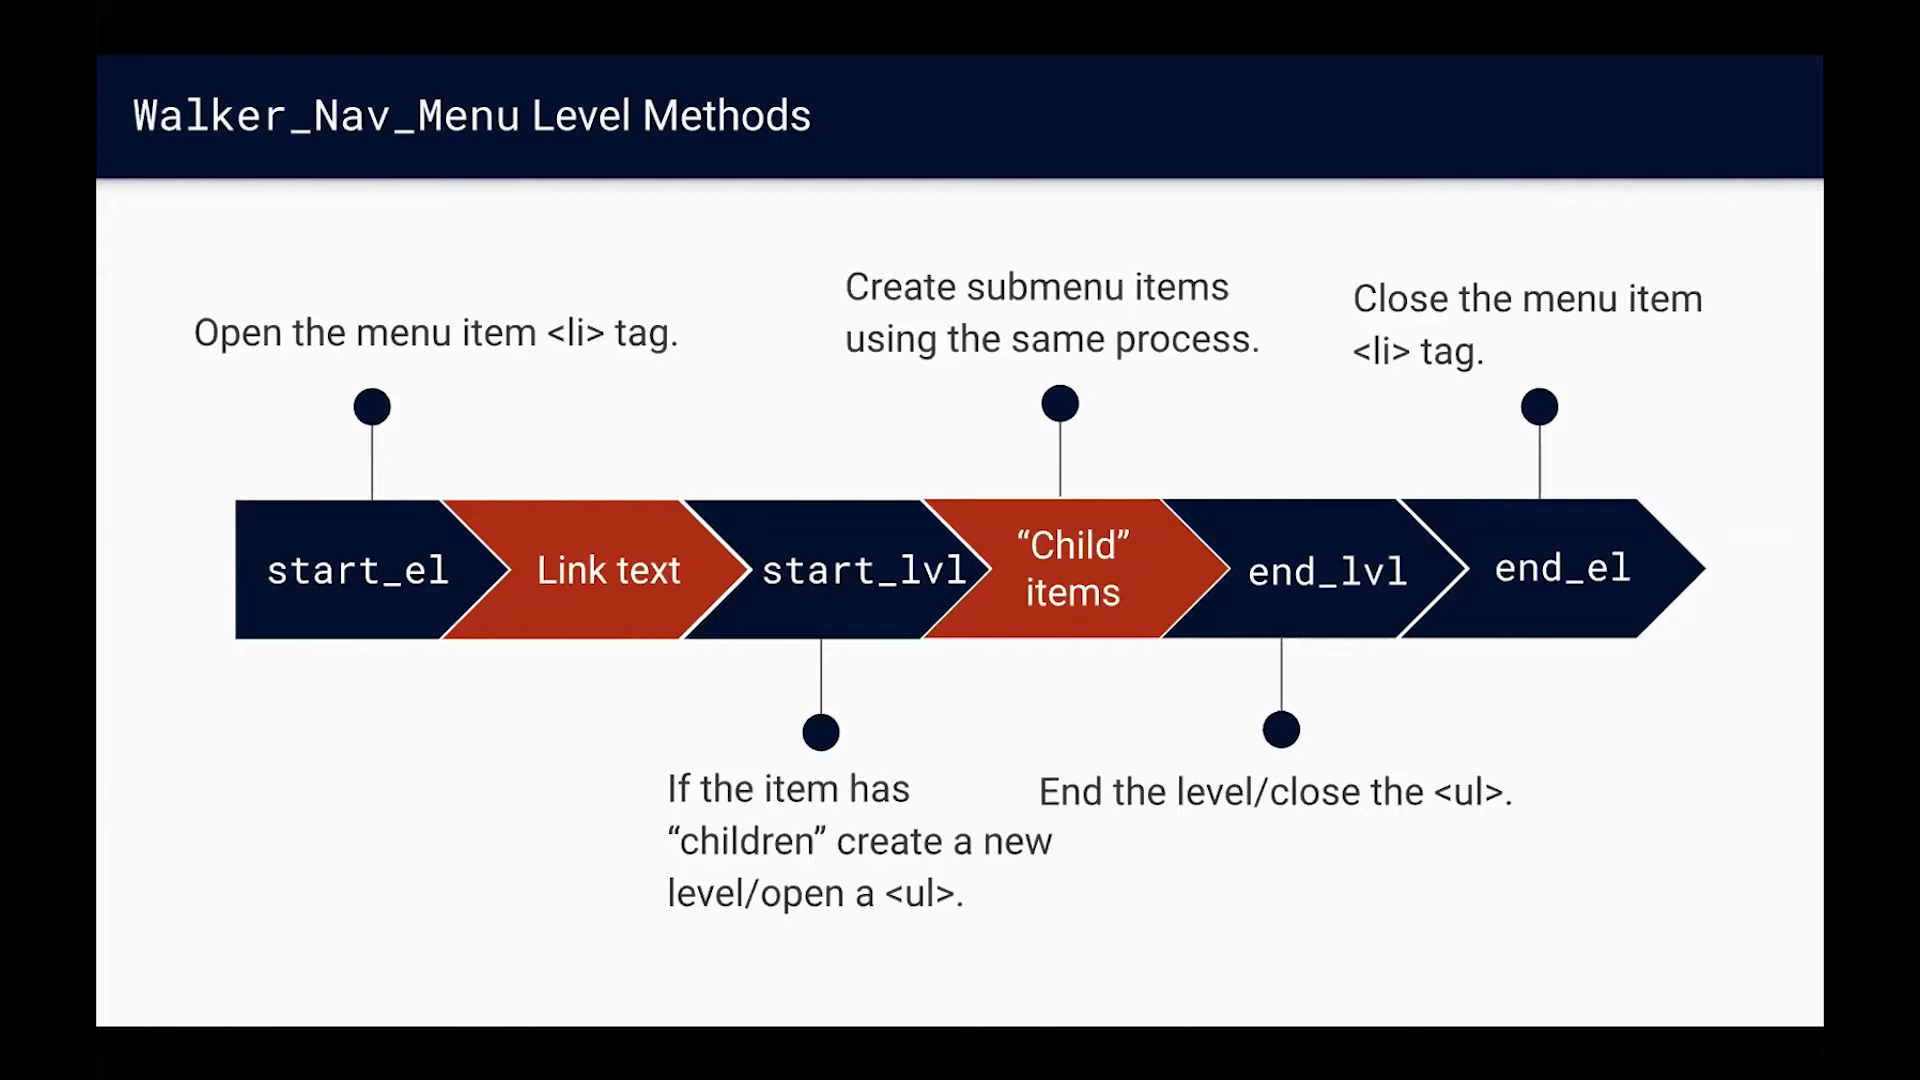 Walker_Nav_Menu Level Methods
Open the menu item <li> tag.
Create submenu items
using the same process.
Close the menu item
<li> tag.
start_el
Link text
start_lvl
“Child”
items
end_lvl
end_el
If the item has
“children” create a new
level/open a <ul>.
End the level/close the <ul>.